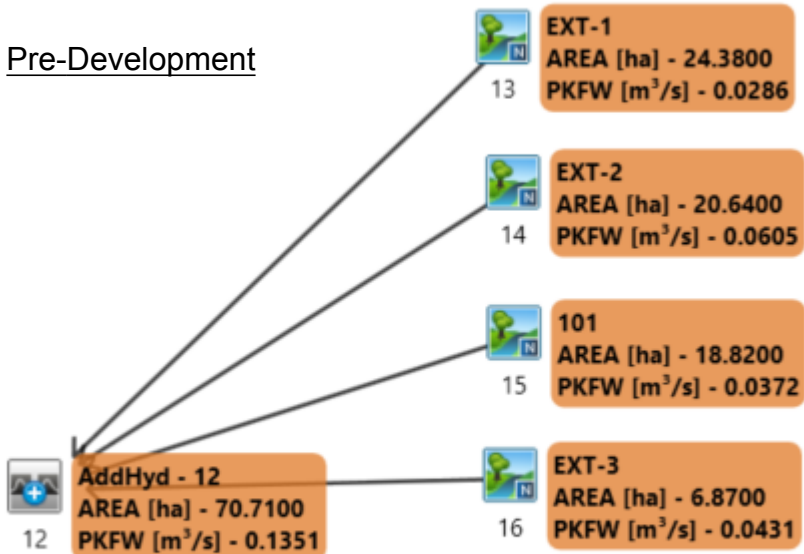 Pre-Development
EXT-1
AREA [ha] - 24.3800
PKFW [m³/s] - 0.0286
13
N
EXT-2
AREA [ha] - 20.6400
PKFW [m³/s] - 0.0605
14
N
101
AREA [ha] - 18.8200
PKFW [m³/s] - 0.0372
15
N
EXT-3
AREA [ha] - 6.8700
PKFW [m³/s] - 0.0431
16
N
AddHyd - 12
AREA [ha] - 70.7100
PKFW [m³/s] - 0.1351
12